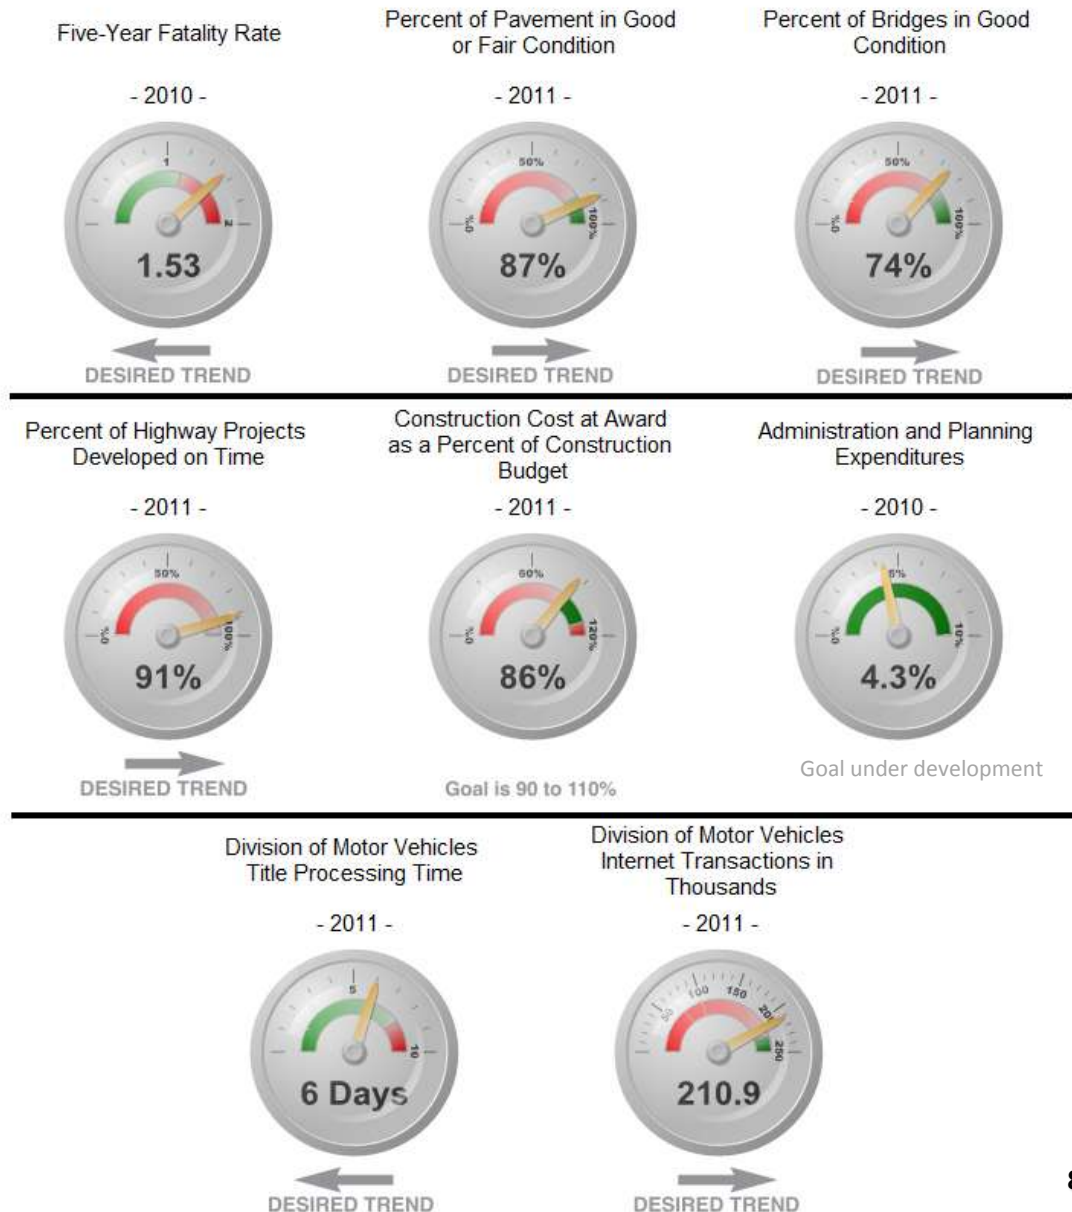 Five-Year Fatality Rate
- 2010 -
1
2
1.53
DESIRED TREND
Percent of Pavement in Good
or Fair Condition
- 2011 -
0%
50%
100%
87%
DESIRED TREND
Percent of Bridges in Good
Condition
- 2011 -
0%
50%
100%
74%
DESIRED TREND
Percent of Highway Projects
Developed on Time
- 2011 -
0%
50%
100%
91%
DESIRED TREND
Construction Cost at Award
as a Percent of Construction
Budget
- 2011 -
0%
60%
120%
86%
Goal is 90 to 110%
Administration and Planning
Expenditures
- 2010 -
0%
5%
10%
4.3%
Goal under development
Division of Motor Vehicles
Title Processing Time
- 2011 -
5
10
6 Days
DESIRED TREND
Division of Motor Vehicles
Internet Transactions in
Thousands
- 2011 -
50
100
150
250
210.9
DESIRED TREND